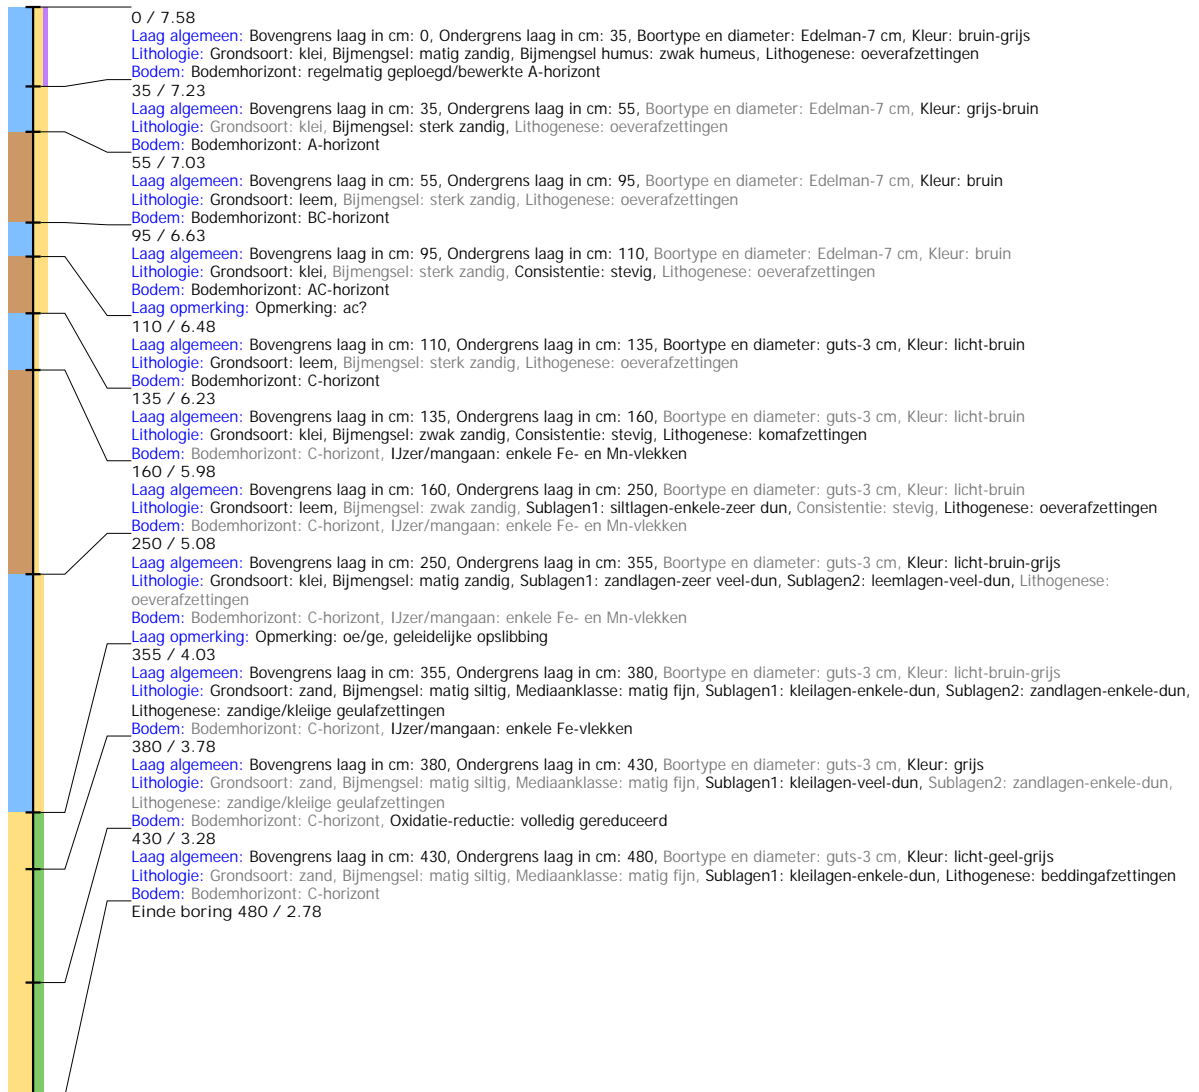 0 / 7.58
Laag algemeen: Bovengrens laag in cm: 0, Ondergrens laag in cm: 35, Boortype en diameter: Edelman-7 cm, Kleur: bruin-grijs
Lithologie: Grondsoort: klei, Bijmengsel: matig zandig, Bijmengsel humus: zwak humeus, Lithogenese: oeverafzettingen
Bodem: Bodemhorizont: regelmatig geploegd/bewerkte A-horizont
35 / 7.23
Laag algemeen: Bovengrens laag in cm: 35, Ondergrens laag in cm: 55, Boortype en diameter: Edelman-7 cm, Kleur: grijs-bruin
Lithologie: Grondsoort: klei, Bijmengsel: sterk zandig, Lithogenese: oeverafzettingen
Bodem: Bodemhorizont: A-horizont
55 / 7.03
Laag algemeen: Bovengrens laag in cm: 55, Ondergrens laag in cm: 95, Boortype en diameter: Edelman-7 cm, Kleur: bruin
Lithologie: Grondsoort: leem, Bijmengsel: sterk zandig, Lithogenese: oeverafzettingen
Bodem: Bodemhorizont: BC-horizont
95 / 6.63
Laag algemeen: Bovengrens laag in cm: 95, Ondergrens laag in cm: 110, Boortype en diameter: Edelman-7 cm, Kleur: bruin
Lithologie: Grondsoort: klei, Bijmengsel: sterk zandig, Consistentie: stevig, Lithogenese: oeverafzettingen
Bodem: Bodemhorizont: AC-horizont
Laag opmerking: Opmerking: ac?
110 / 6.48
Laag algemeen: Bovengrens laag in cm: 110, Ondergrens laag in cm: 135, Boortype en diameter: guts-3 cm, Kleur: licht-bruin
Lithologie: Grondsoort: leem, Bijmengsel: sterk zandig, Lithogenese: oeverafzettingen
Bodem: Bodemhorizont: C-horizont
135 / 6.23
Laag algemeen: Bovengrens laag in cm: 135, Ondergrens laag in cm: 160, Boortype en diameter: guts-3 cm, Kleur: licht-bruin
Lithologie: Grondsoort: klei, Bijmengsel: zwak zandig, Consistentie: stevig, Lithogenese: komafzettingen
Bodem: Bodemhorizont: C-horizont, IJzer/mangaan: enkele Fe- en Mn-vlekken
160 / 5.98
Laag algemeen: Bovengrens laag in cm: 160, Ondergrens laag in cm: 250, Boortype en diameter: guts-3 cm, Kleur: licht-bruin
Lithologie: Grondsoort: leem, Bijmengsel: zwak zandig, Sublagen1: siltlagen-enkele-zeer dun, Consistentie: stevig, Lithogenese: oeverafzettingen
Bodem: Bodemhorizont: C-horizont, IJzer/mangaan: enkele Fe- en Mn-vlekken
250 / 5.08
Laag algemeen: Bovengrens laag in cm: 250, Ondergrens laag in cm: 355, Boortype en diameter: guts-3 cm, Kleur: licht-bruin-grijs
Lithologie: Grondsoort: klei, Bijmengsel: matig zandig, Sublagen1: zandlagen-zeer veel-dun, Sublagen2: leemlagen-veel-dun, Lithogenese:
oeverafzettingen
Bodem: Bodemhorizont: C-horizont, IJzer/mangaan: enkele Fe- en Mn-vlekken
Laag opmerking: Opmerking: oe/ge, geleidelijke opslibbing
355 / 4.03
Laag algemeen: Bovengrens laag in cm: 355, Ondergrens laag in cm: 380, Boortype en diameter: guts-3 cm, Kleur: licht-bruin-grijs
Lithologie: Grondsoort: zand, Bijmengsel: matig siltig, Mediaanklasse: matig fijn, Sublagen1: kleilagen-enkele-dun, Sublagen2: zandlagen-enkele-dun,
Lithogenese: zandige/kleiige geulafzettingen
Bodem: Bodemhorizont: C-horizont, IJzer/mangaan: enkele Fe-vlekken
380 / 3.78
Laag algemeen: Bovengrens laag in cm: 380, Ondergrens laag in cm: 430, Boortype en diameter: guts-3 cm, Kleur: grijs
Lithologie: Grondsoort: zand, Bijmengsel: matig siltig, Mediaanklasse: matig fijn, Sublagen1: kleilagen-veel-dun, Sublagen2: zandlagen-enkele-dun,
Lithogenese: zandige/kleiige geulafzettingen
Bodem: Bodemhorizont: C-horizont, Oxidatie-reductie: volledig gereduceerd
430 / 3.28
Laag algemeen: Bovengrens laag in cm: 430, Ondergrens laag in cm: 480, Boortype en diameter: guts-3 cm, Kleur: licht-geel-grijs
Lithologie: Grondsoort: zand, Bijmengsel: matig siltig, Mediaanklasse: matig fijn, Sublagen1: kleilagen-enkele-dun, Lithogenese: beddingafzettingen
Bodem: Bodemhorizont: C-horizont
Einde boring 480 / 2.78